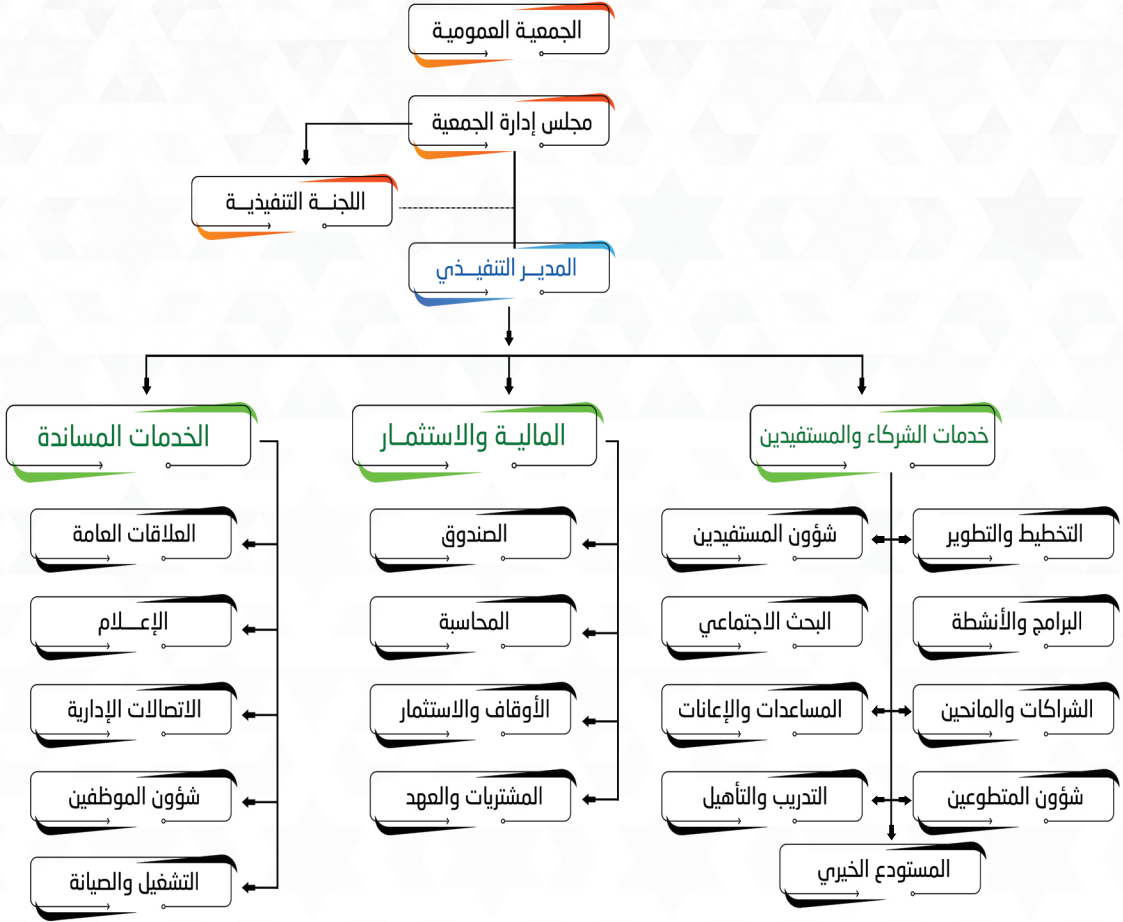 الجمعية العمومية
مجلس إدارة الجمعية
اللجنــة التنفيذيــة
المديــر التنفيــذي
خدمات الشركاء والمستفيدين
الماليــة والاستثمــار
الخدمات المساندة
التخطيط والتطوير
شؤون المستفيدين
البرامج والأنشطة
البحث الاجتماعي
الشراكات والمانحين
المساعدات والإعانات
شؤون المتطوعين
التدريب والتأهيل
المستودع الخيري
الصندوق
المحاسبة
الأوقاف والاستثمار
المشتريات والعهد
العلاقات العامة
الإعـــلام
الاتصالات الإدارية
شؤون الموظفين
التشغيل والصيانة